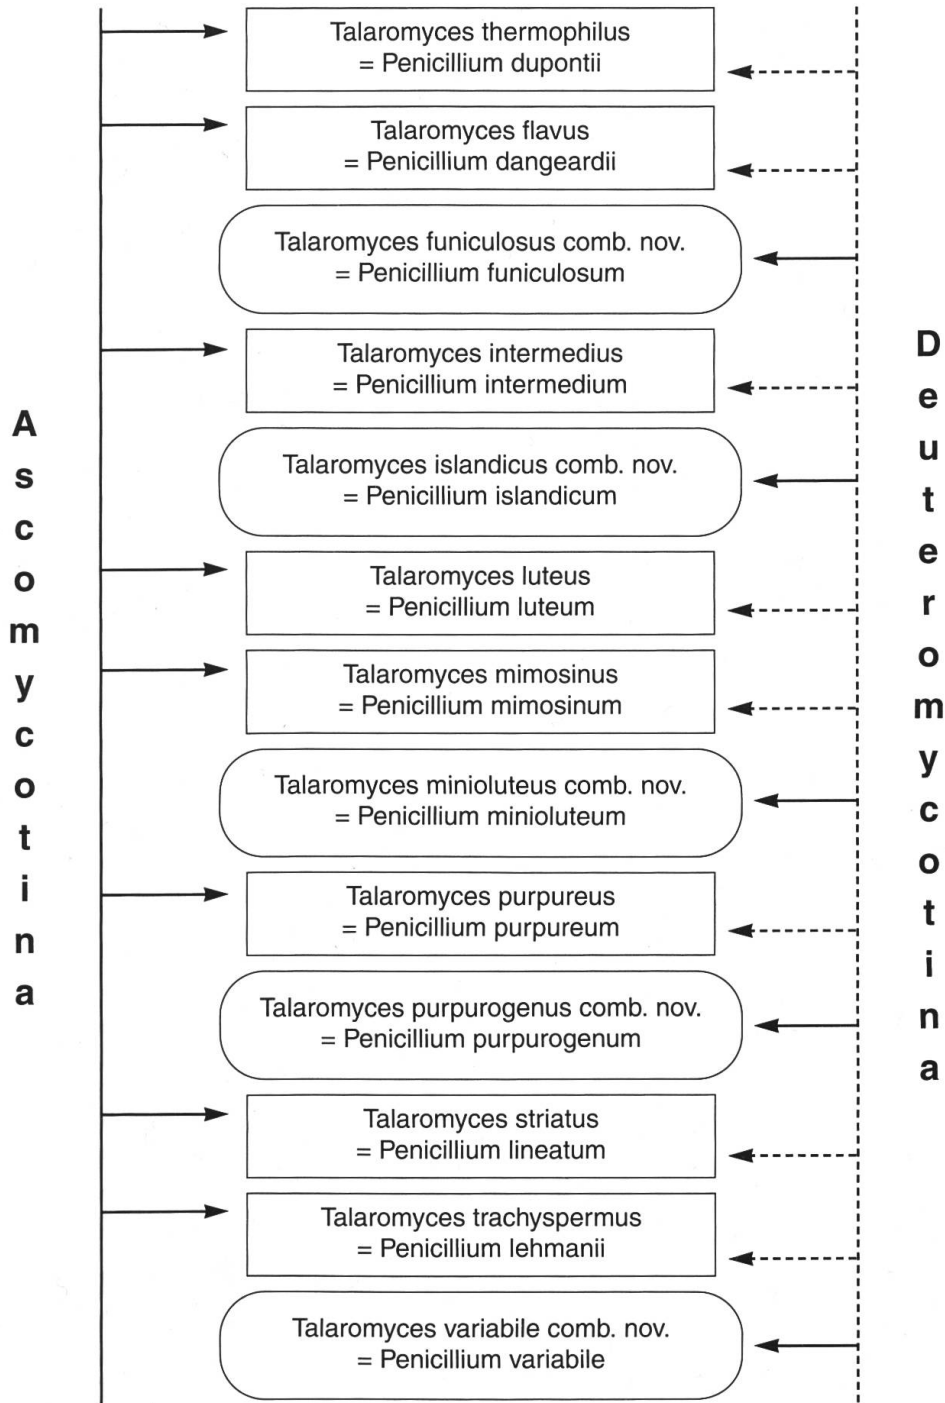 Talaromyces thermophilus
= Penicillium dupontii
Talaromyces flavus
= Penicillium dangeardii
Talaromyces funiculosus comb. nov.
= Penicillium funiculosum
Talaromyces intermedius
= Penicillium intermedium
Talaromyces islandicus comb. nov.
= Penicillium islandicum
Talaromyces luteus
= Penicillium luteum
Talaromyces mimosinus
= Penicillium mimosinum
Talaromyces minioluteus comb. nov.
= Penicillium minioluteum
Talaromyces purpureus
= Penicillium purpureum
Talaromyces purpurogenus comb. nov.
= Penicillium purpurogenum
Talaromyces striatus
= Penicillium lineatum
Talaromyces trachyspermus
= Penicillium lehmanii
Talaromyces variabile comb. nov.
= Penicillium variabile
Ascomycotina
Deuteromycotina